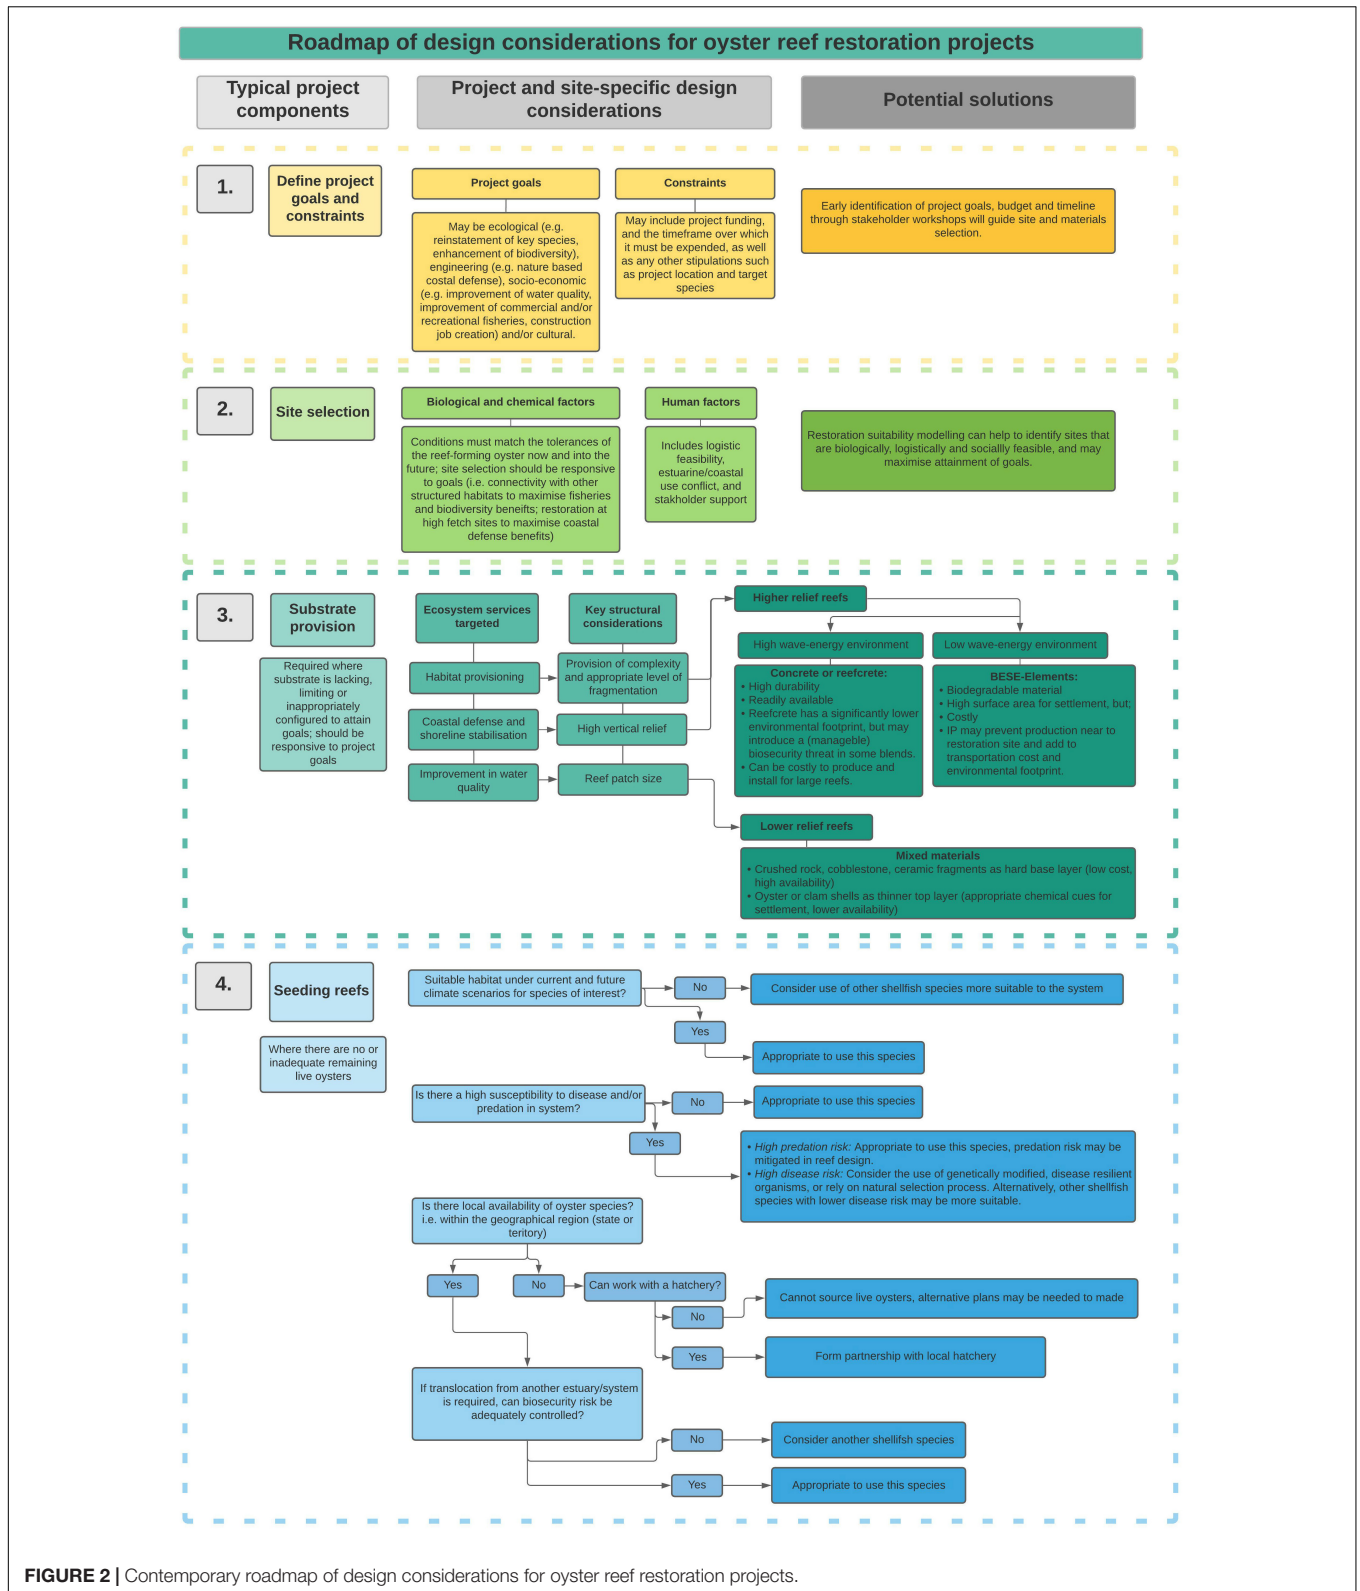 Roadmap of design considerations for oyster reef restoration projects
Typical project
components
Project and site-specific design
considerations
Potential solutions
1.
Define project
goals and
constraints
Project goals
May be ecological (e.g.
reinstatement of key species,
enhancement of biodiversity),
engineering (e.g. nature based
costal defense), socio-economic
(e.g. improvement of water quality,
improvement of commercial and/or
recreational fisheries, construction
job creation) and/or cultural.
Constraints
May include project funding,
and the timeframe over which
it must be expended, as well
as any other stipulations such
as project location and target
species
Early identification of project goals, budget and timeline
through stakeholder workshops will guide site and materials
selection.
2.
Site selection
Biological and chemical factors
Conditions must match the tolerances of
the reef-forming oyster now and into the
future; site selection should be responsive
to goals (i.e. connectivity with other
structured habitats to maximise fisheries
and biodiversity beneifts; restoration at
high fetch sites to maximise coastal
defense benefits)
Human factors
Includes logistic
feasibility,
estuarine/coastal
use conflict, and
stakholder support
Restoration suitability modelling can help to identify sites that
are biologically, logistically and sociallly feasible, and may
maximise attainment of goals.
3.
Substrate
provision
Required where
substrate is lacking,
limiting or
inappropriately
configured to attain
goals; should be
responsive to project
goals
Ecosystem services
targeted
Habitat provisioning
Coastal defense and
shoreline stabilisation
Improvement in water
quality
Key structural
considerations
Provision of complexity
and appropriate level of
fragmentation
High vertical relief
Reef patch size
Higher relief reefs
High wave-energy environment
Concrete or reefcrete:
• High durability
• Readily available
• Reefcrete has a significantly lower
environmental footprint, but may
introduce a (manageble)
biosecurity threat in some blends.
• Can be costly to produce and
install for large reefs.
Low wave-energy environment
BESE-Elements:
• Biodegradable material
• High surface area for settlement, but;
• Costly
• IP may prevent production near to
restoration site and add to
transportation cost and
environmental footprint.
Lower relief reefs
Mixed materials
• Crushed rock, cobblestone, ceramic fragments as hard base layer (low cost,
high availability)
• Oyster or clam shells as thinner top layer (appropriate chemical cues for
settlement, lower availability)
4.
Seeding reefs
Where there are no or
inadequate remaining
live oysters
Suitable habitat under current and future
climate scenarios for species of interest?
No
Consider use of other shellfish species more suitable to the system
Yes
Appropriate to use this species
Is there a high susceptibility to disease and/or
predation in system?
No
Appropriate to use this species
Yes
• High predation risk: Appropriate to use this species, predation risk may be
mitigated in reef design.
• High disease risk: Consider the use of genetically modified, disease resilient
organisms, or rely on natural selection process. Alternatively, other shellfish
species with lower disease risk may be more suitable.
Is there local availability of oyster species?
i.e. within the geographical region (state or
teritory)
Yes
No
Can work with a hatchery?
No
Cannot source live oysters, alternative plans may be needed to made
Yes
Form partnership with local hatchery
If translocation from another estuary/system
is required, can biosecurity risk be
adequately controlled?
No
Consider another shellifsh species
Yes
Appropriate to use this species
FIGURE 2 | Contemporary roadmap of design considerations for oyster reef restoration projects.